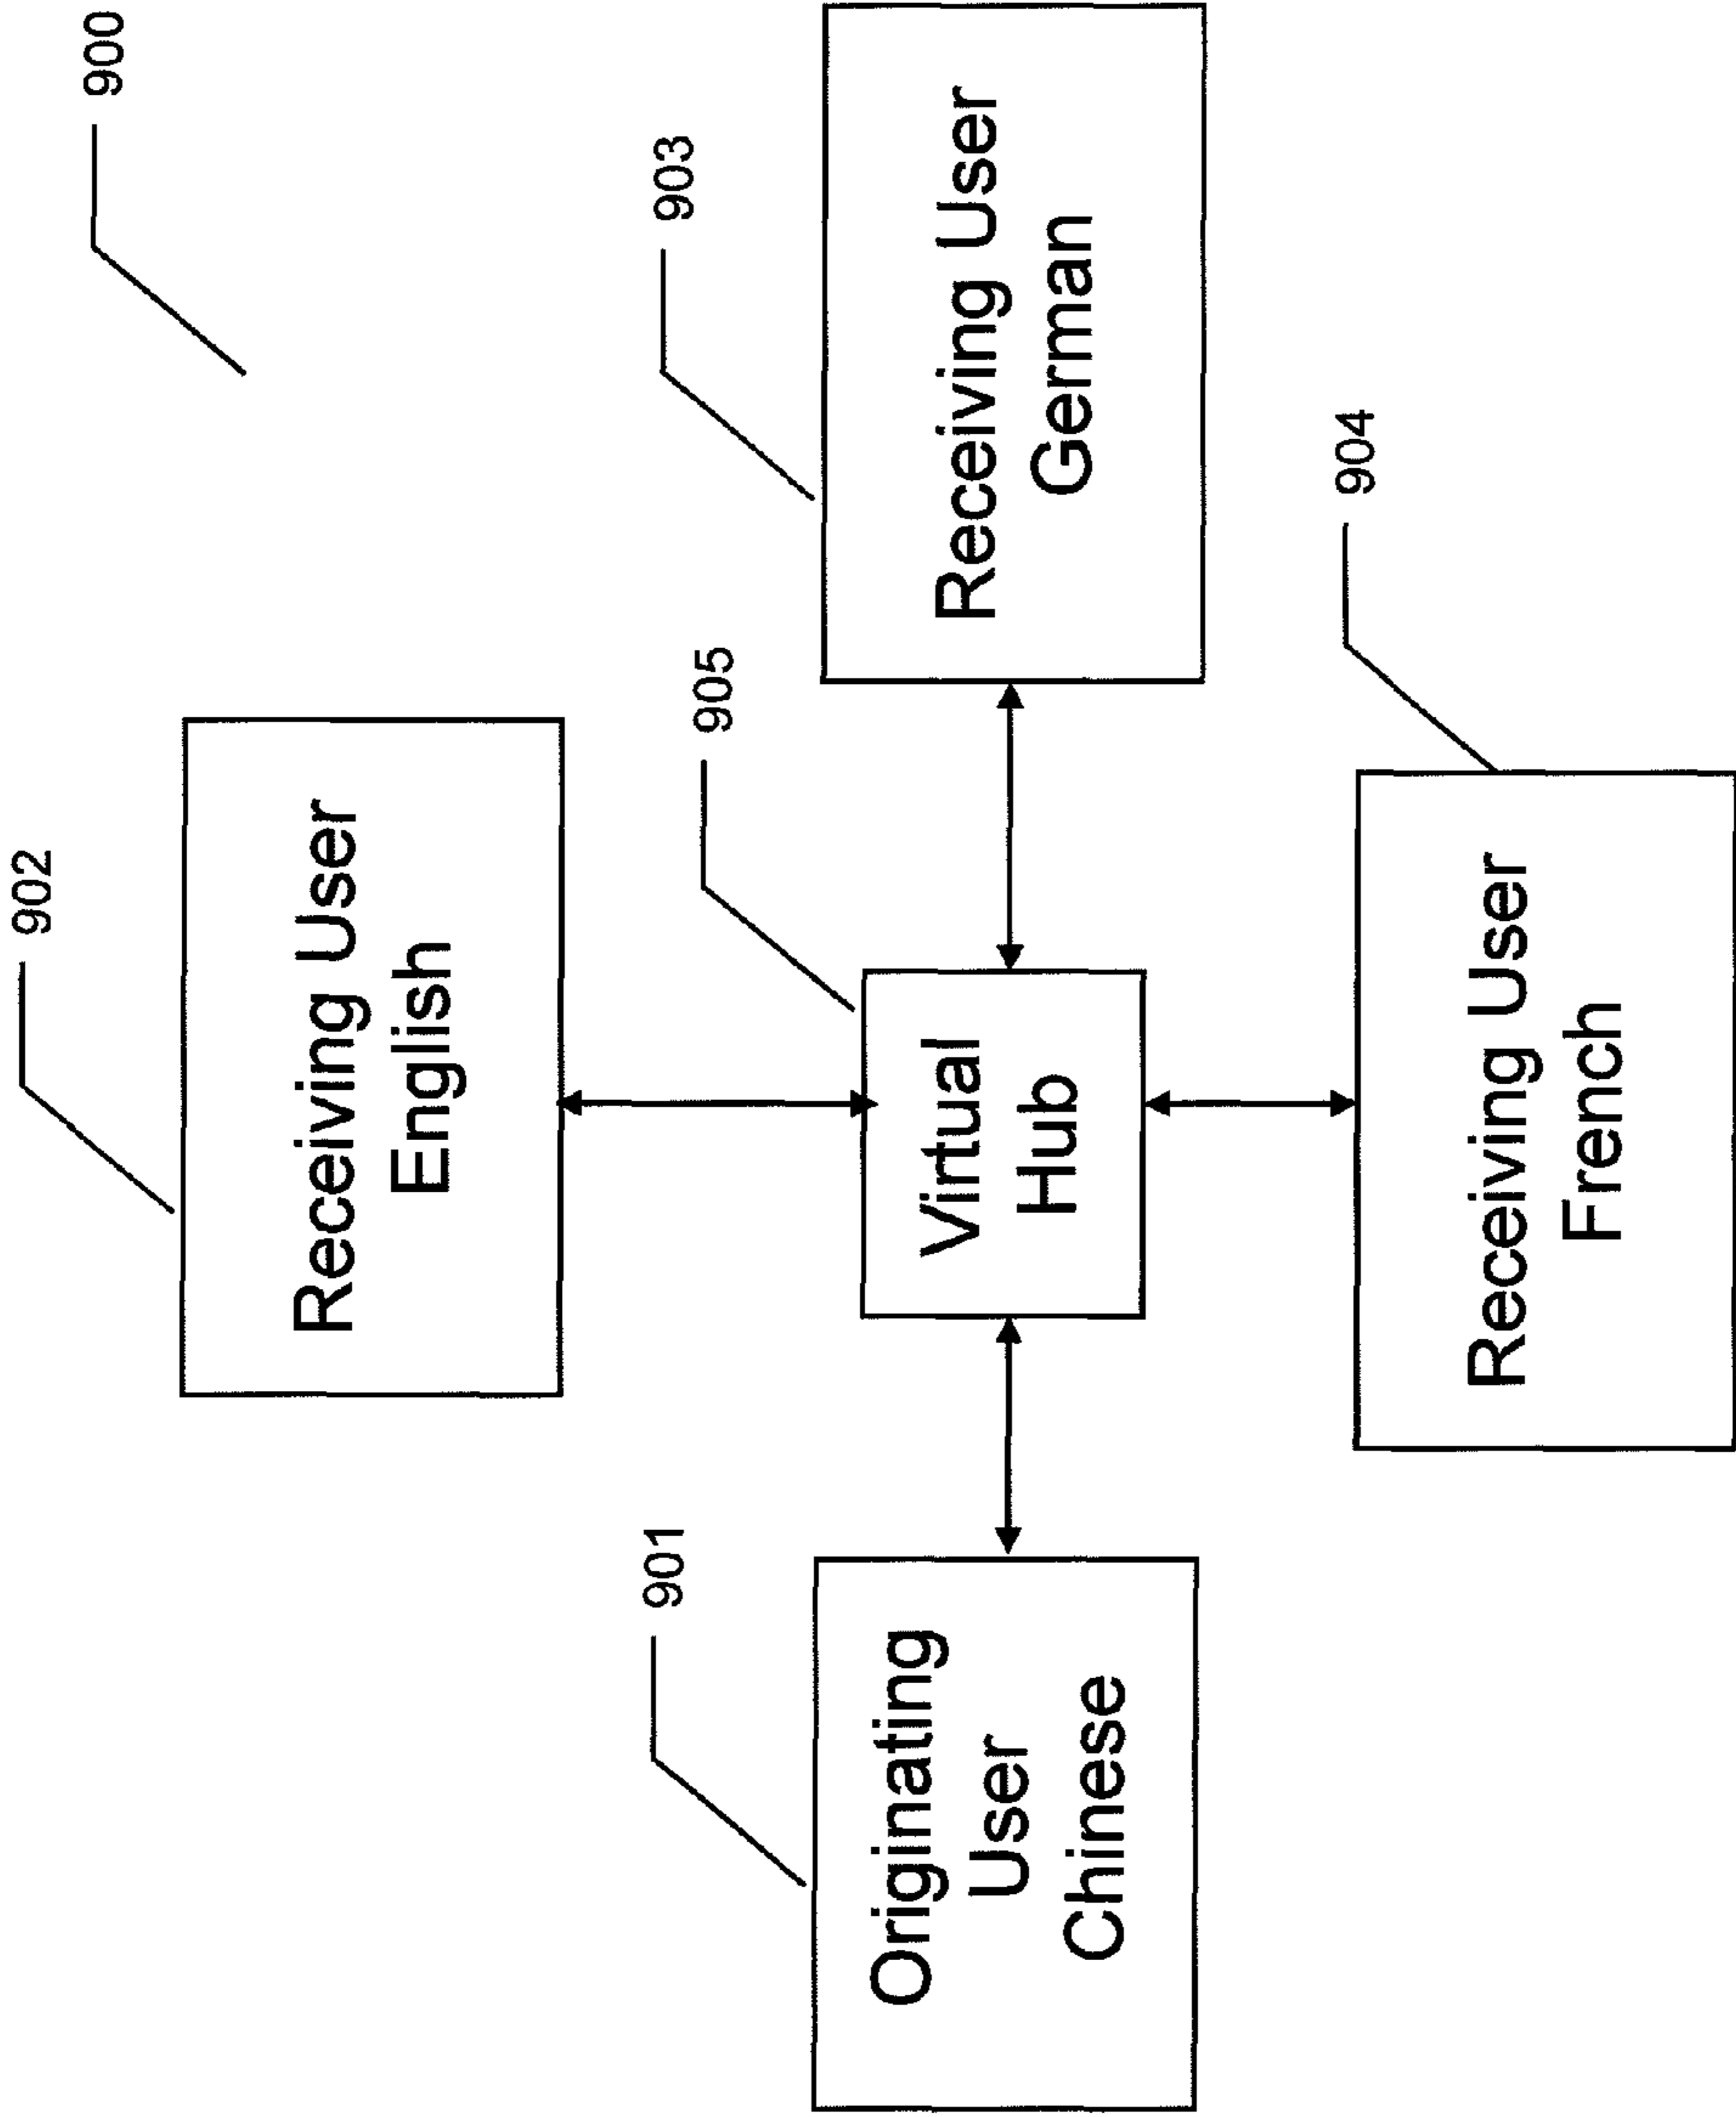 900
902
Receiving User
English
901
Originating
User
Chinese
905
Virtual
Hub
903
Receiving User
German
904
Receiving User
French